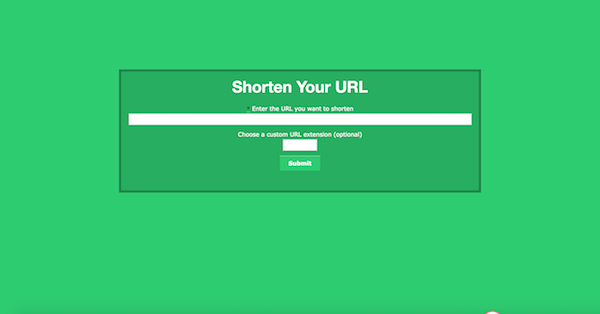 Shorten Your URL
* Enter the URL you want to shorten
Choose a custom URL extension (optional)
Submit